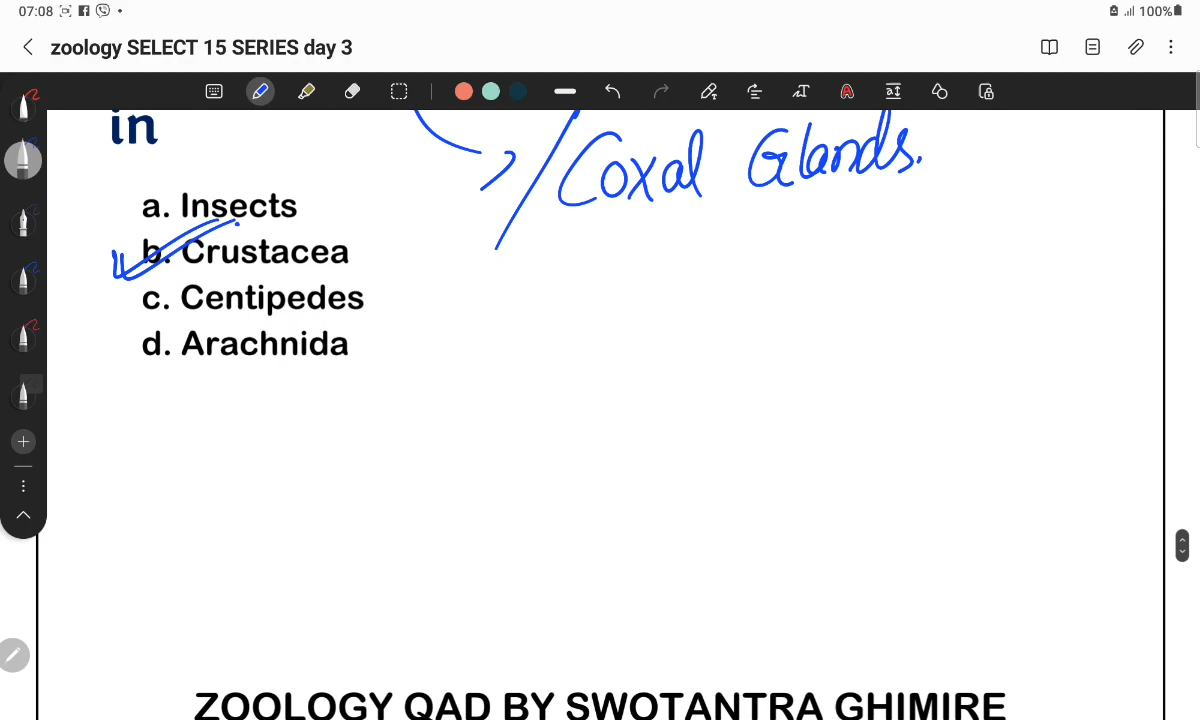 07:08
100%
zoology SELECT 15 SERIES day 3
in
Coxal Glands.
a. Insects
b. Crustacea
c. Centipedes
d. Arachnida
ZOOLOGY QAD BY SWOTANTRA GHIMIRE